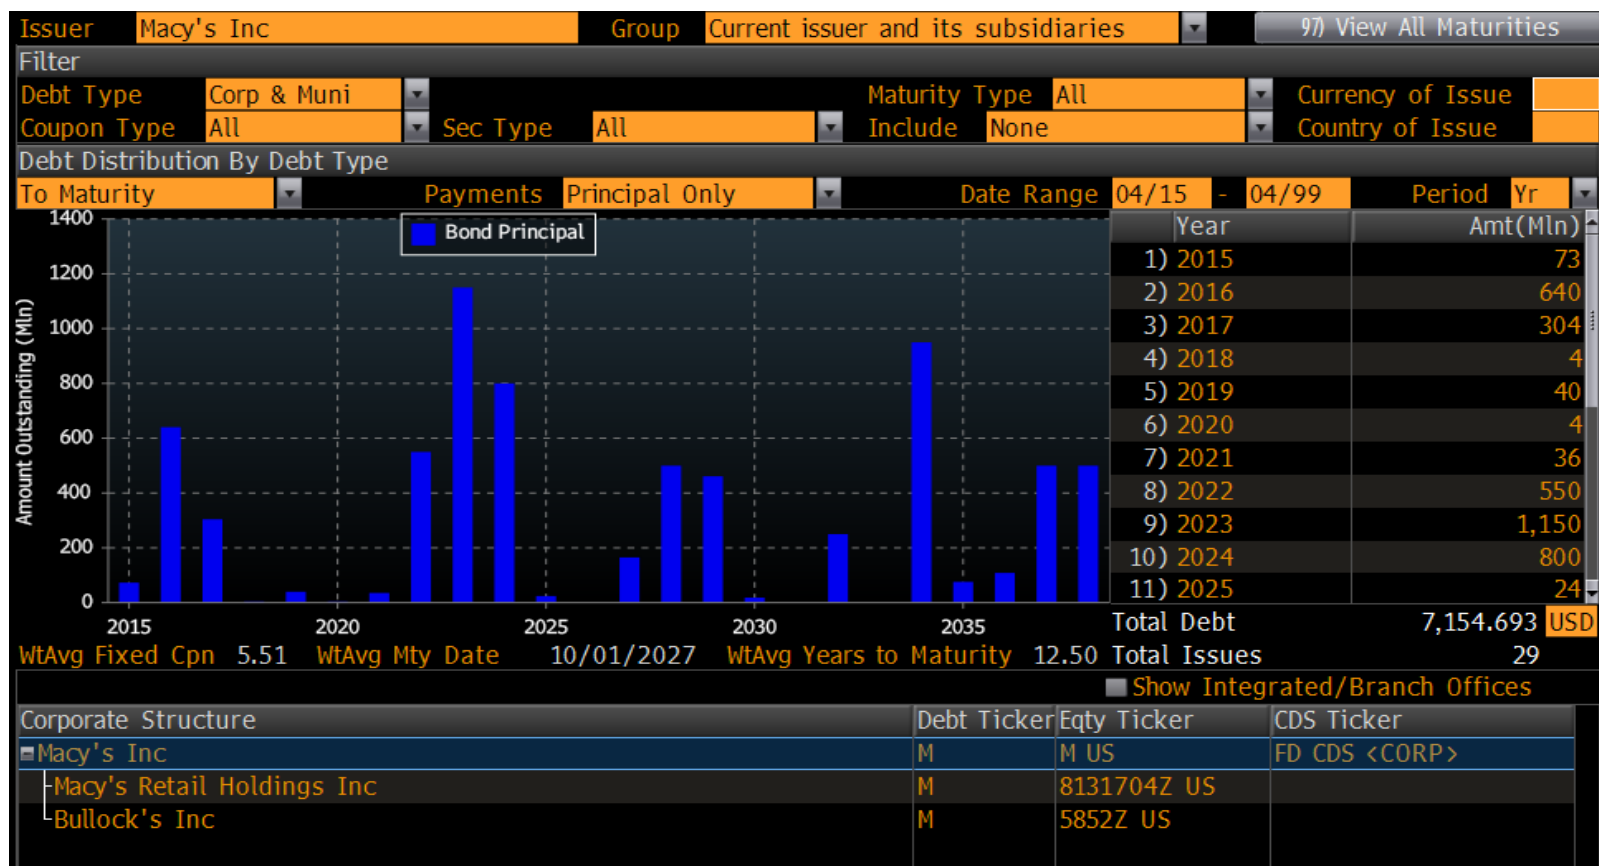 Issuer Macy's Inc Group Current issuer and its subsidiaries 97) View All Maturities
Filter
Debt Type Corp & Muni Maturity Type All Currency of Issue
Coupon Type All Sec Type All Include None Country of Issue
Debt Distribution By Debt Type
To Maturity Payments Principal Only Date Range 04/15 - 04/99 Period Yr
Amount Outstanding (Mln)
1400
1200
1000
800
600
400
200
0
Bond Principal
2015 2020 2025 2030 2035
Year Amt(Mln)
1) 2015 73
2) 2016 640
3) 2017 304
4) 2018 4
5) 2019 40
6) 2020 4
7) 2021 36
8) 2022 550
9) 2023 1,150
10) 2024 800
11) 2025 24
Total Debt 7,154.693 USD
WtAvg Fixed Cpn 5.51 WtAvg Mty Date 10/01/2027 WtAvg Years to Maturity 12.50 Total Issues 29
Show Integrated/Branch Offices
Corporate Structure Debt Ticker Eqty Ticker CDS Ticker
Macy's Inc M M US FD CDS <CORP>
Macy's Retail Holdings Inc M 8131704Z US
Bullock's Inc M 5852Z US